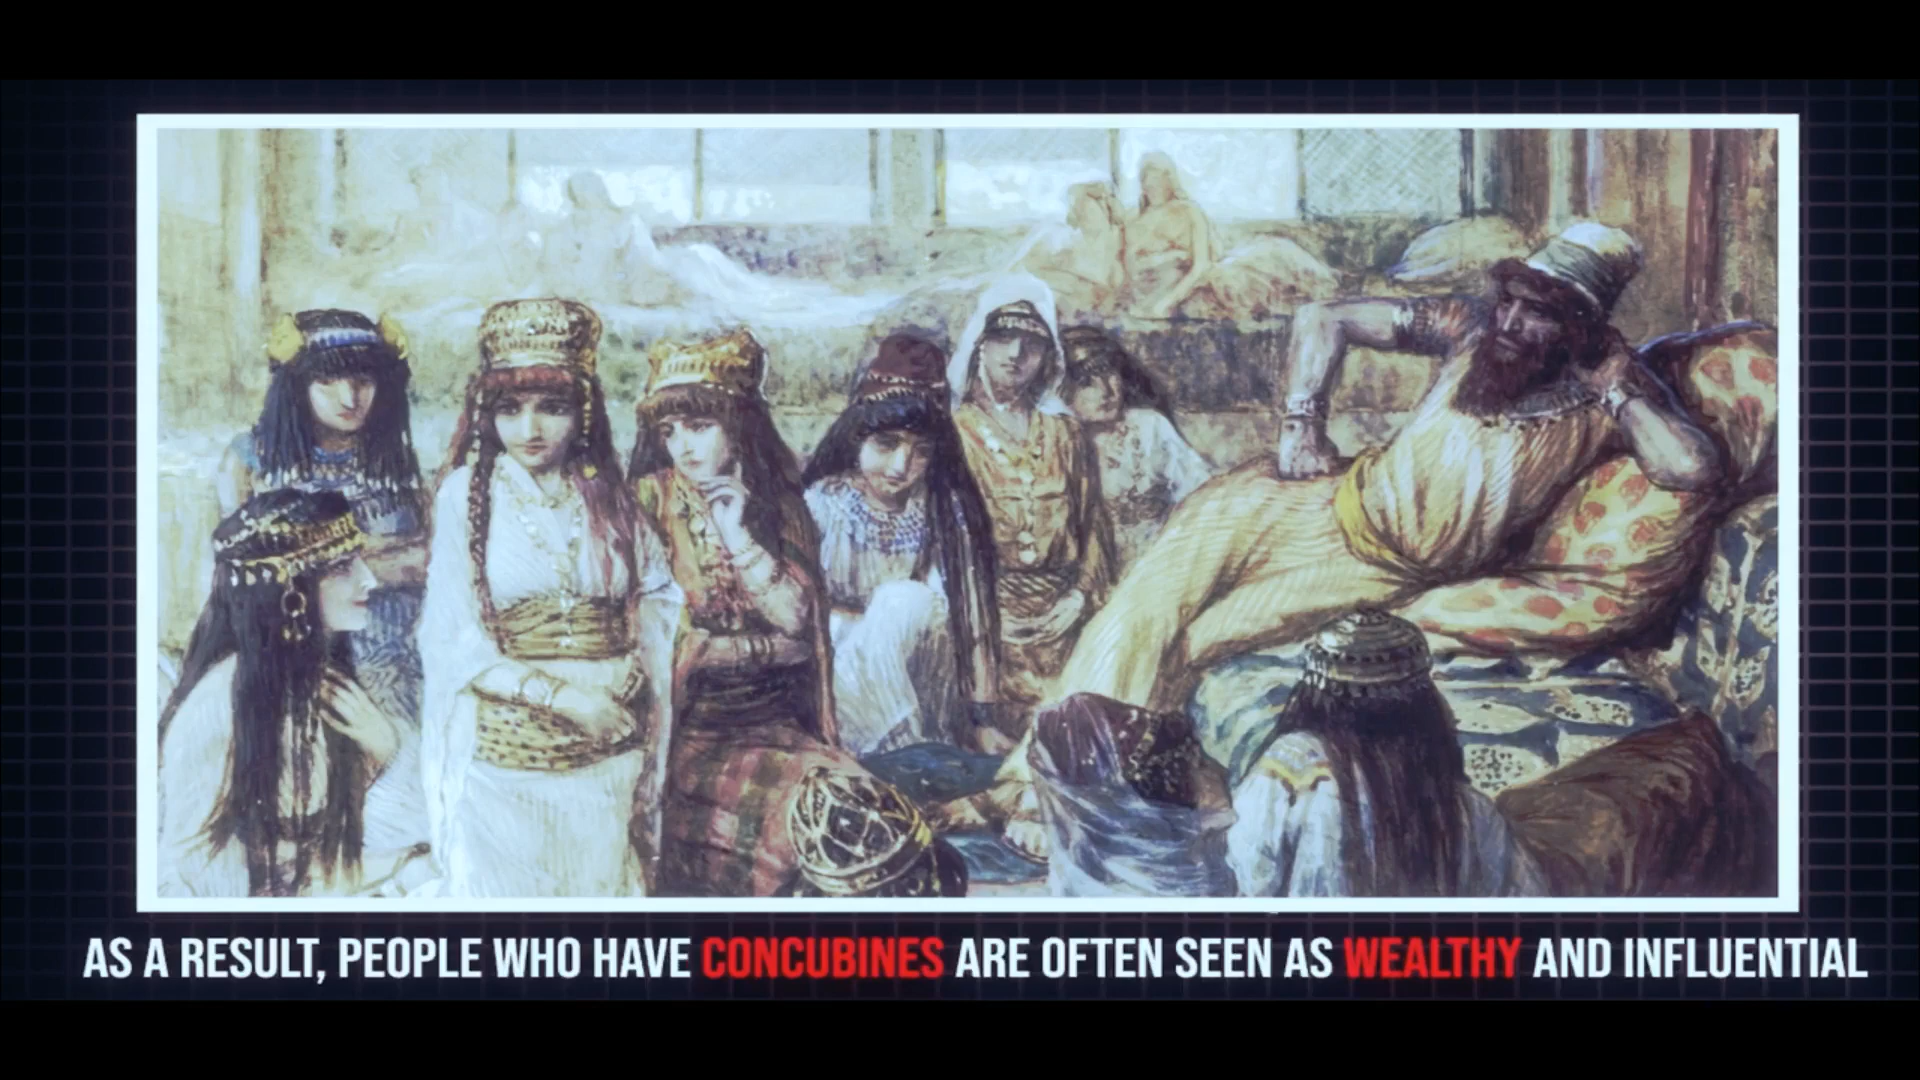 AS A RESULT, PEOPLE WHO HAVE CONCUBINES ARE OFTEN SEEN AS WEALTHY AND INFLUENTIAL